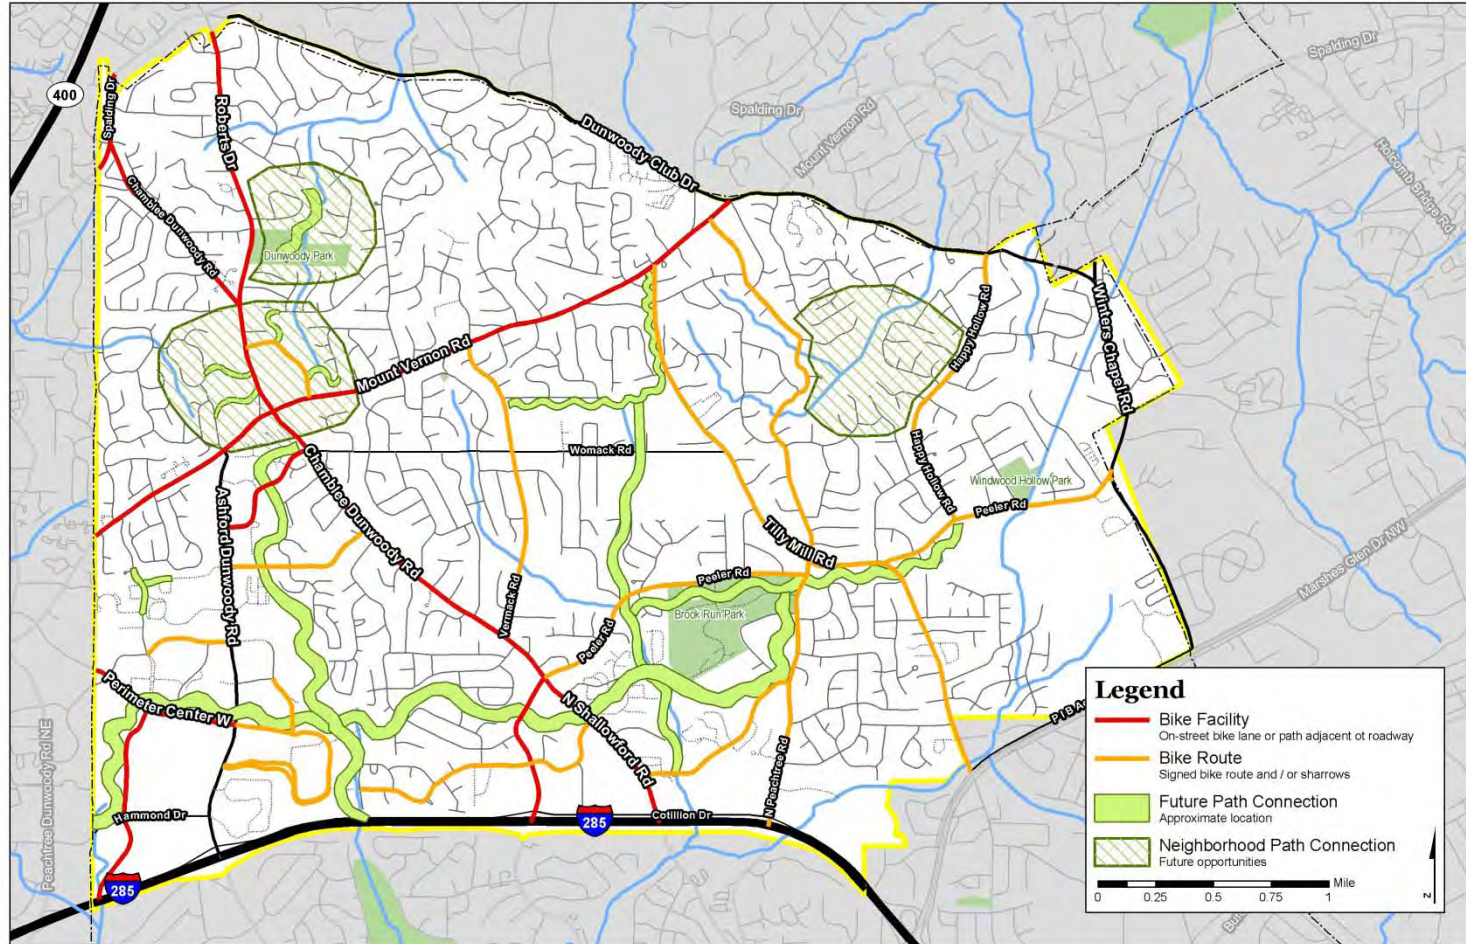 400
Spalding Dr
Roberts Dr
Chamblee Dunwoody Rd
Dunwoody Park
Dunwoody Club Dr
Spalding Dr
Mount Vernon Rd
Spalding Dr
Holcomb Bridge Rd
Mount Vernon Rd
Happy Hollow Rd
Winters Chapel Rd
Womack Rd
Chamblee Dunwoody Rd
Ashford Dunwoody Rd
Happy Hollow Rd
Windwood Hollow Park
Peeler Rd
Tilly Mill Rd
Marshes Glen Dr NW
Vermack Rd
Peeler Rd
Brook Run Park
Peeler Rd
Perimeter Center W
N Shallowford Rd
N Peachtree Rd
Peachtree Dunwoody Rd NE
Hammond Dr
285
Cotillion Dr
285
Legend
Bike Facility
On-street bike lane or path adjacent of roadway
Bike Route
Signed bike route and / or sharrows
Future Path Connection
Approximate location
Neighborhood Path Connection
Future opportunities
Mile
0 0.25 0.5 0.75 1
z